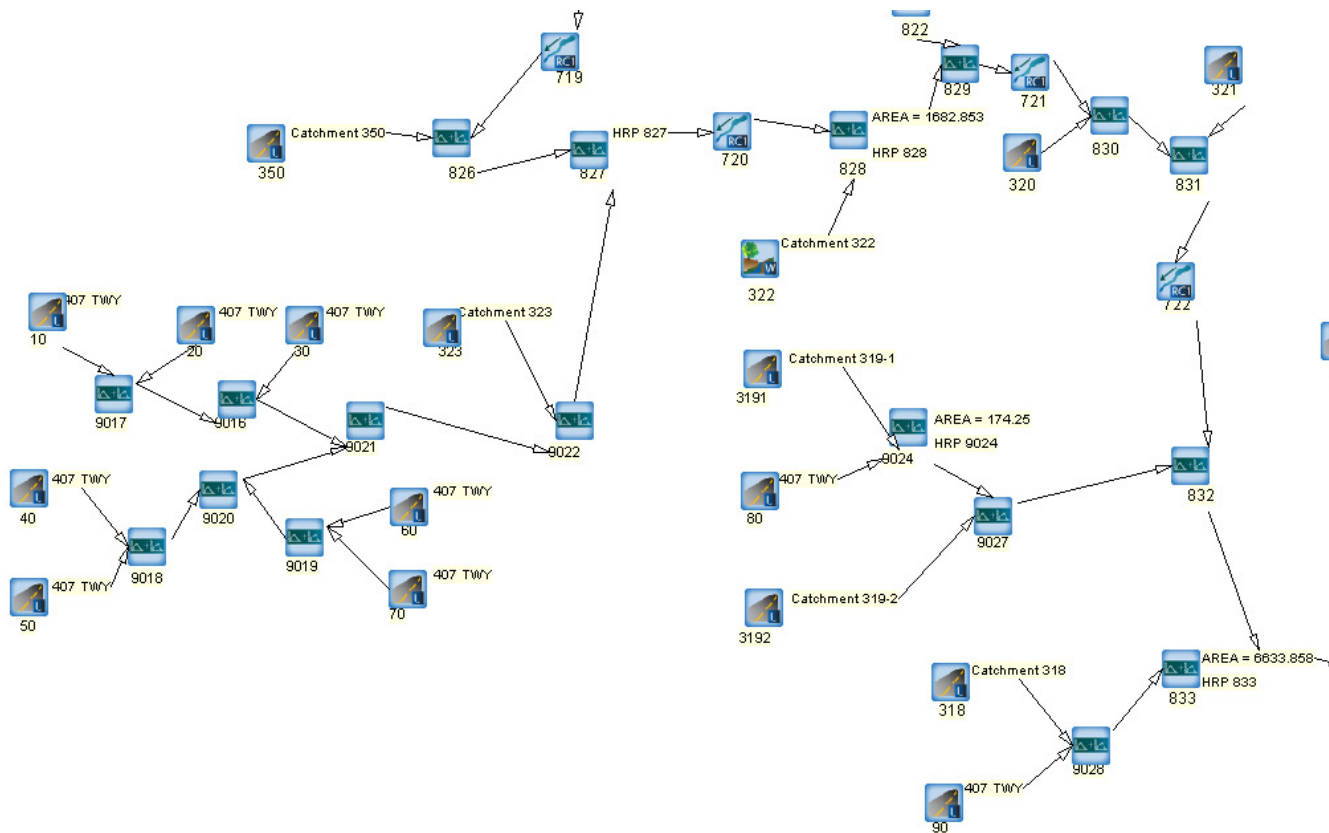 822
RC1
719
829
RC1
721
L
321
AREA = 1682.853
L
Catchment 350
350
826
HRP 827
827
RC1
720
HRP 828
828
L
320
830
831
Catchment 322
W
322
RC1
722
407 TWY
L
10
407 TWY
L
20
407 TWY
L
30
Catchment 323
L
323
Catchment 319-1
L
3191
9017
9016
9021
9022
AREA = 174.25
HRP 9024
9024
407 TWY
L
40
9020
407 TWY
L
60
407 TWY
L
80
832
9027
9018
9019
407 TWY
L
50
407 TWY
L
70
Catchment 319-2
L
3192
AREA = 6633.858
HRP 833
833
Catchment 318
L
318
9028
407 TWY
L
90